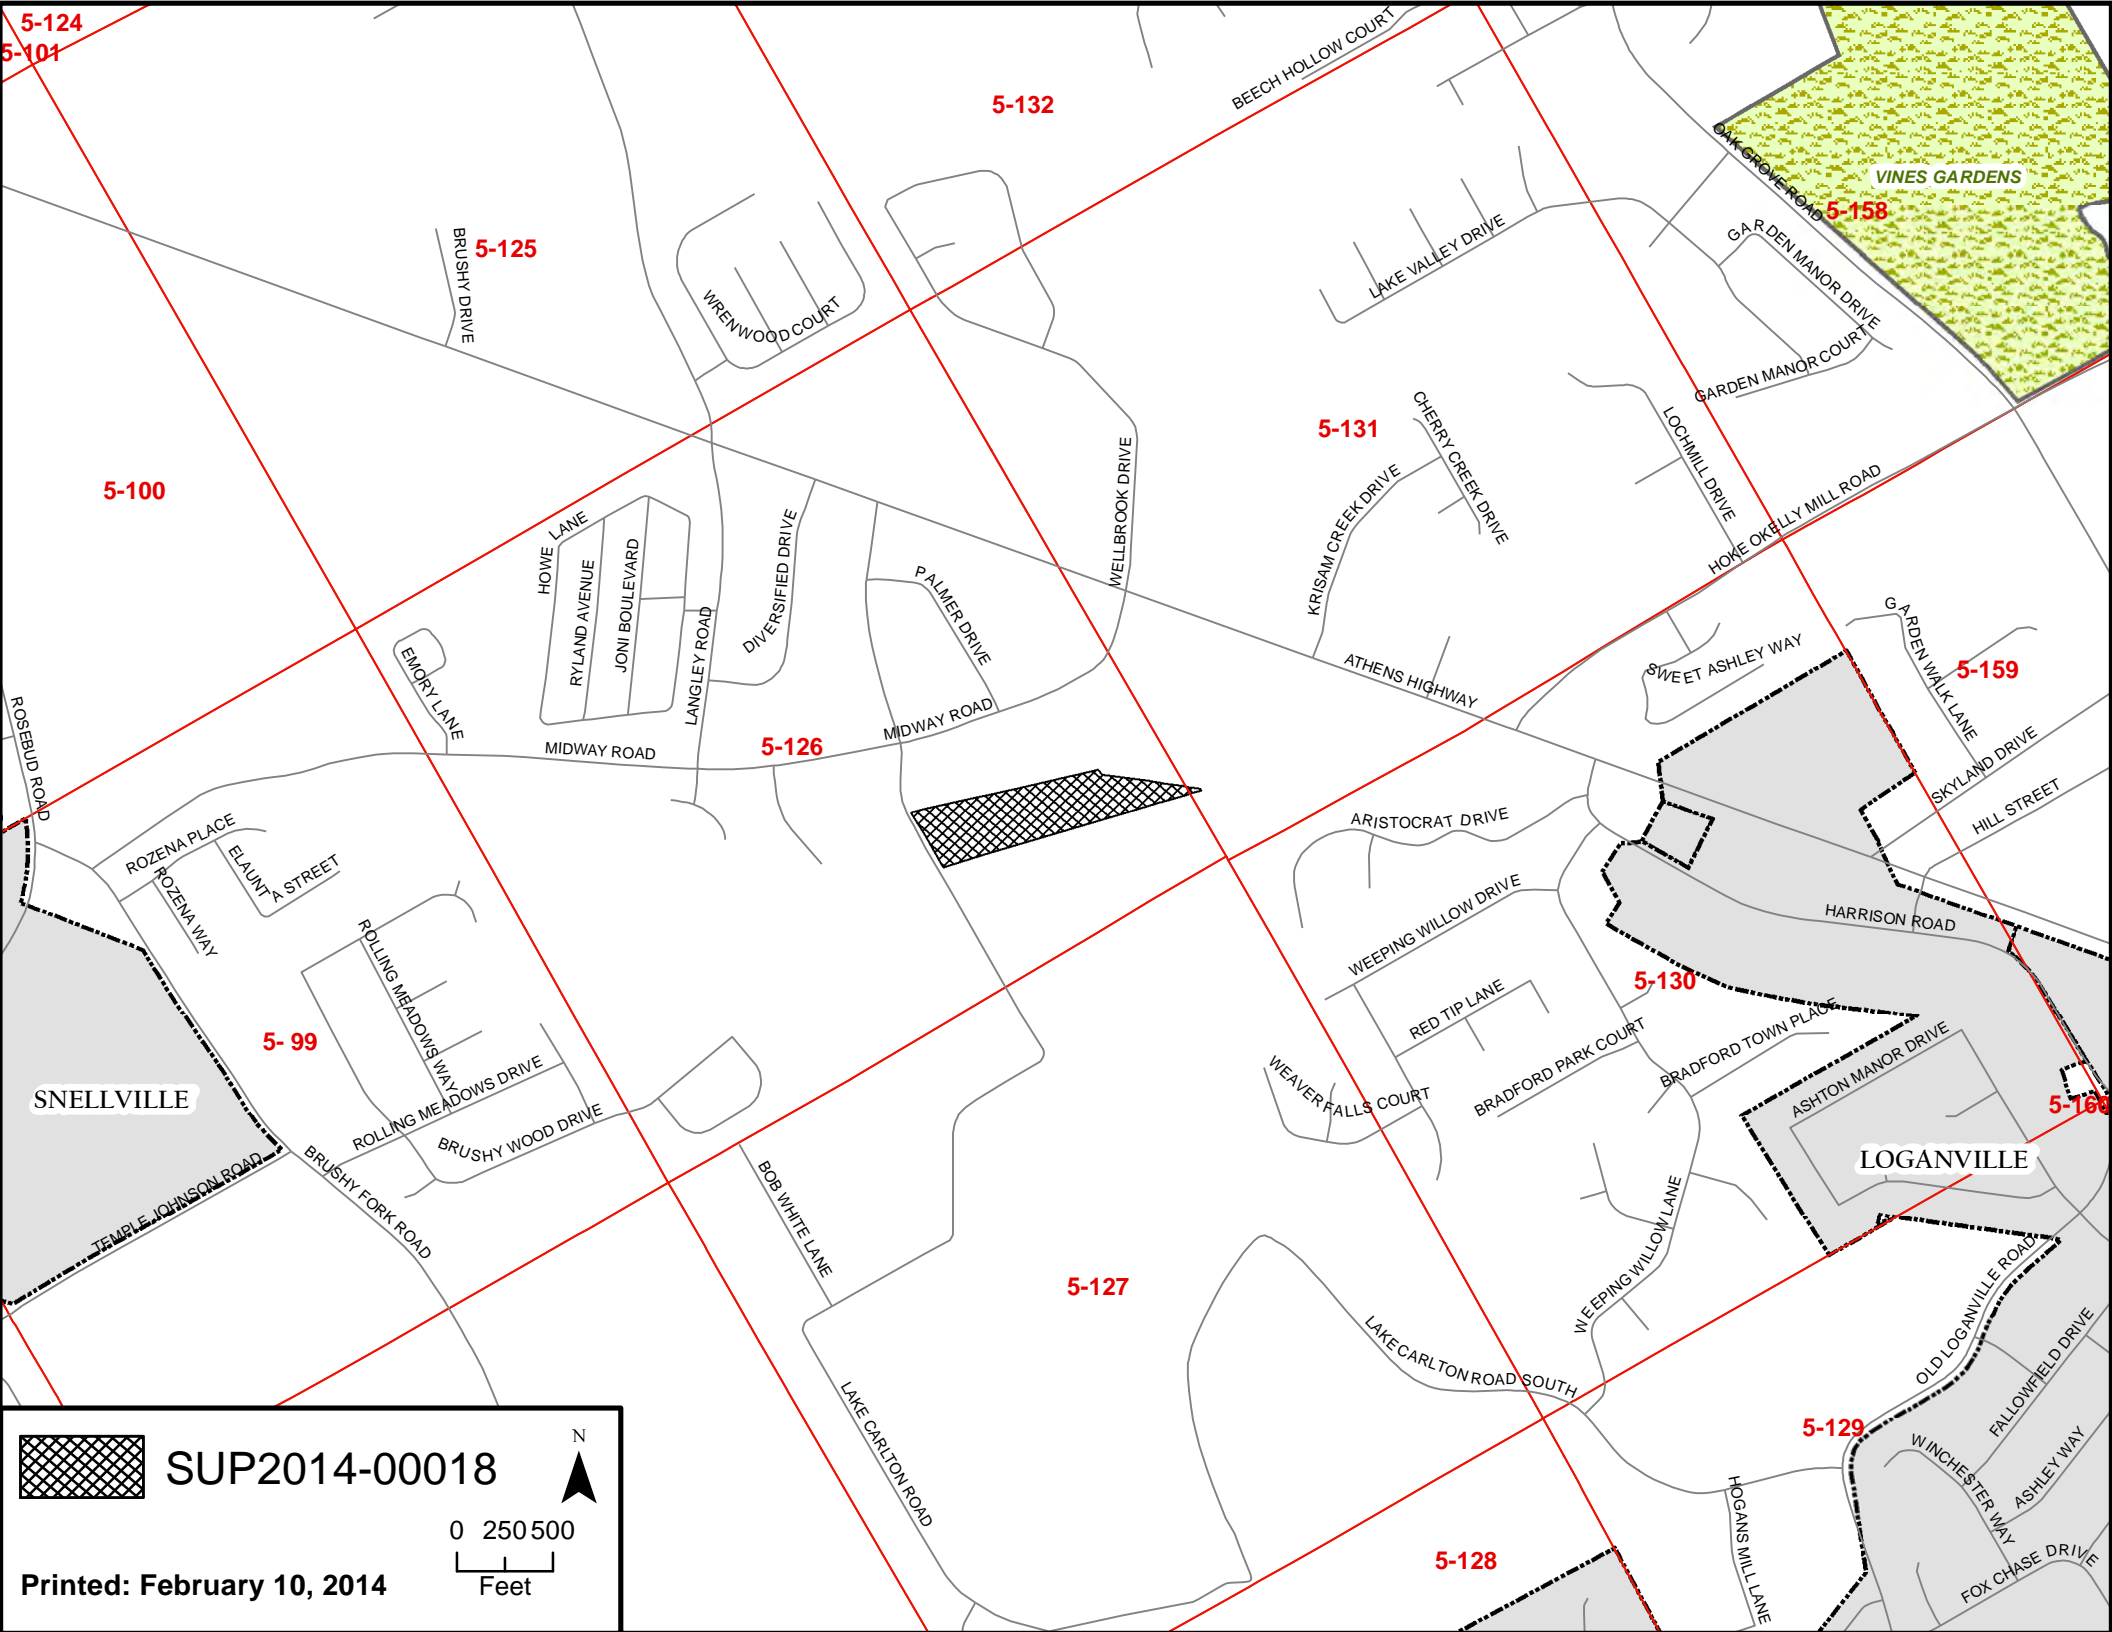 5-124
5-101
5-132
BEECH HOLLOW COURT
OAK GROVE ROAD
VINES GARDENS
5-158
BRUSHY DRIVE
5-125
WRENWOOD COURT
LAKE VALLEY DRIVE
GARDEN MANOR DRIVE
GARDEN MANOR COURT
5-131
CHERRY CREEK DRIVE
LOCHMILL DRIVE
KRISAM CREEK DRIVE
HOKE OKELLY MILL ROAD
WELLBROOK DRIVE
5-100
HOWE LANE
RYLAND AVENUE
JONI BOULEVARD
LANGLEY ROAD
DIVERSIFIED DRIVE
PALMER DRIVE
EMORY LANE
ATHENS HIGHWAY
SWEET ASHLEY WAY
GARDEN WALK LANE
5-159
SKYLAND DRIVE
HILL STREET
ROSEBUD ROAD
MIDWAY ROAD
5-126
MIDWAY ROAD
ROZENA PLACE
ROZENA WAY
ELAUNTA STREET
ARISTOCRAT DRIVE
WEEPING WILLOW DRIVE
HARRISON ROAD
ROLLING MEADOWS WAY
5-130
RED TIP LANE
5- 99
BRADFORD PARK COURT
BRADFORD TOWN PLACE
ASHTON MANOR DRIVE
WEAVER FALLS COURT
SNELLVILLE
ROLLING MEADOWS DRIVE
BRUSHY WOOD DRIVE
5-160
LOGANVILLE
TEMPLE JOHNSON ROAD
BRUSHY FORK ROAD
BOB WHITE LANE
WEEPING WILLOW LANE
5-127
OLD LOGANVILLE ROAD
LAKE CARLTON ROAD SOUTH
FALLOWFIELD DRIVE
LAKE CARLTON ROAD
5-129
WINCHESTER WAY
ASHLEY WAY
HOGANS MILL LANE
5-128
FOX CHASE DRIVE
SUP2014-00018
N
0 250 500
Feet
Printed: February 10, 2014